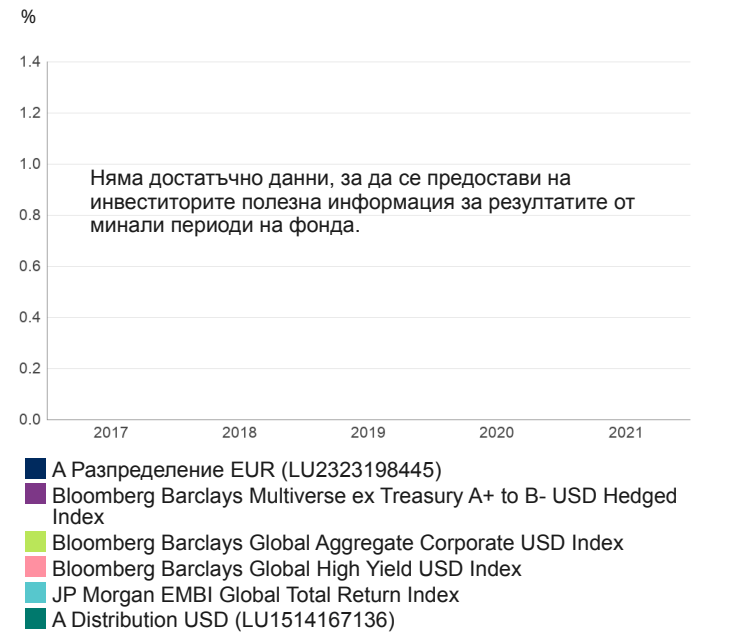 %
1.4
1.2
1.0
Няма достатъчно данни, за да се предостави на
инвеститорите полезна информация за резултатите от
0.8
минали периоди на фонда.
0.6
0.4
0.2
0.0
2017 2018 2019 2020 2021
A Разпределение EUR (LU2323198445)
Bloomberg Barclays Multiverse ex Treasury A+ to B- USD Hedged
Index
Bloomberg Barclays Global Aggregate Corporate USD Index
Bloomberg Barclays Global High Yield USD Index
JP Morgan EMBI Global Total Return Index
A Distribution USD (LU1514167136)